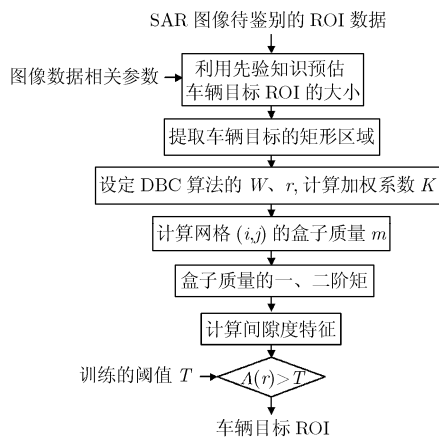 SAR 图像待鉴别的 ROI 数据
图像数据相关参数
利用先验知识预估
车辆目标 ROI 的大小
提取车辆目标的矩形区域
设定 DBC 算法的 W、r, 计算加权系数 K
计算网格 (i,j) 的盒子质量 m
盒子质量的一、二阶矩
计算间隙度特征
训练的阈值 T
Λ(r)>T
车辆目标 ROI